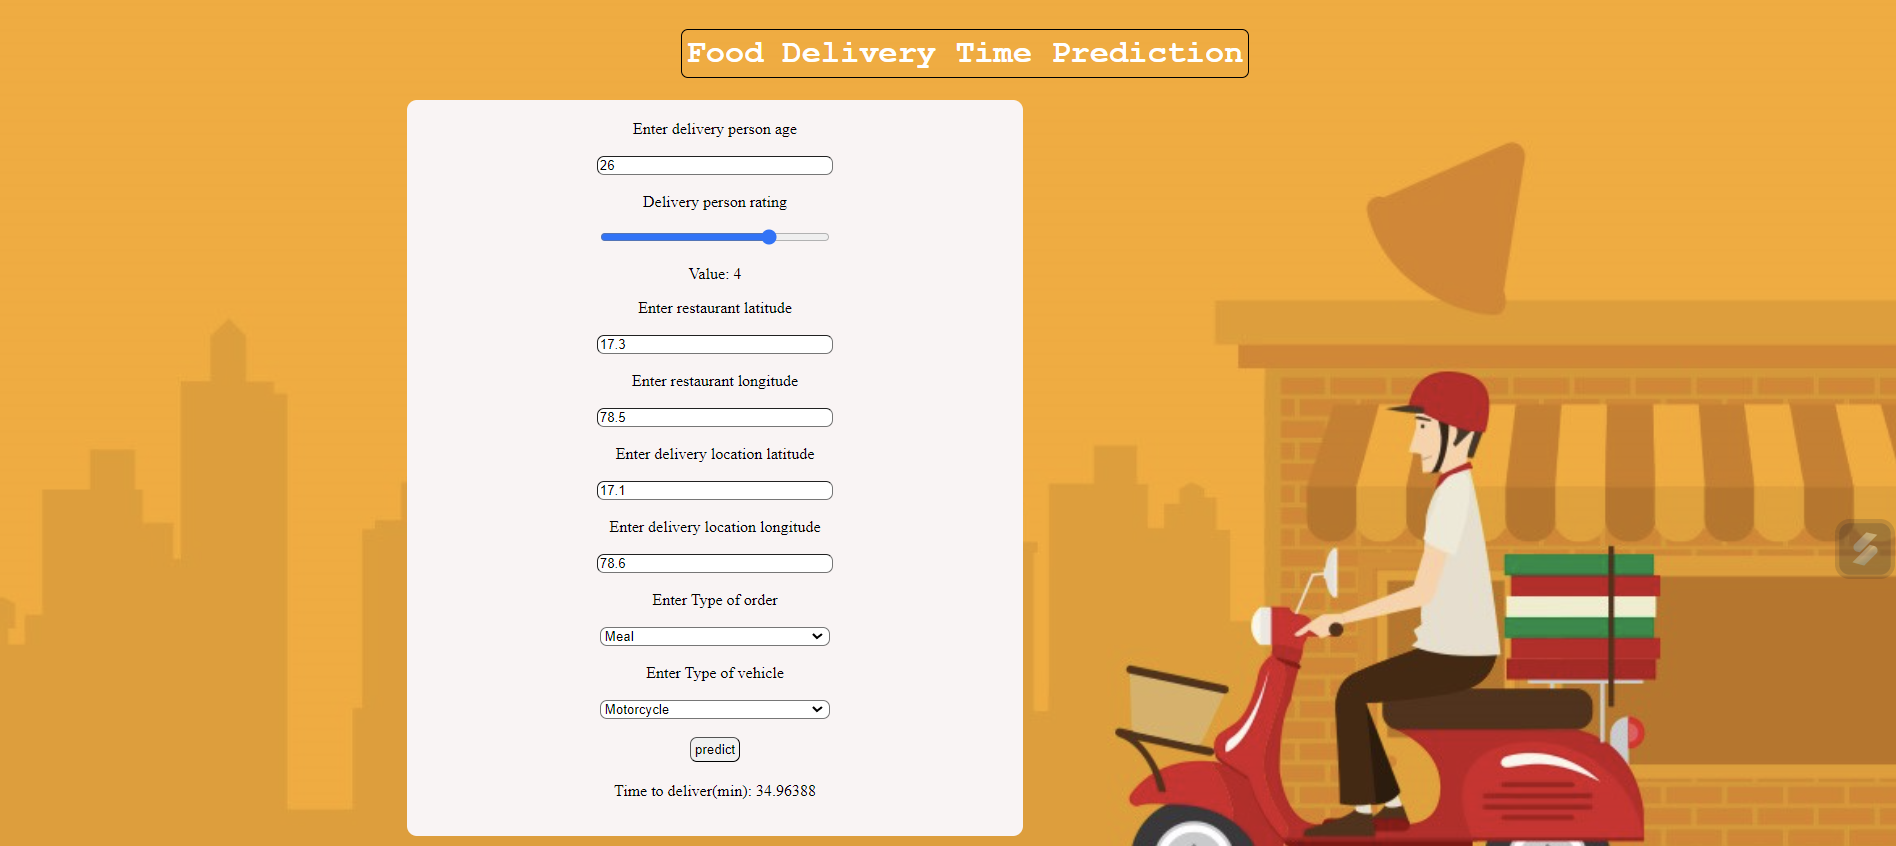 Food Delivery Time Prediction
Enter delivery person age
26
Delivery person rating
Value: 4
Enter restaurant latitude
17.3
Enter restaurant longitude
78.5
Enter delivery location latitude
17.1
Enter delivery location longitude
78.6
Enter Type of order
Meal
Enter Type of vehicle
Motorcycle
predict
Time to deliver(min): 34.96388